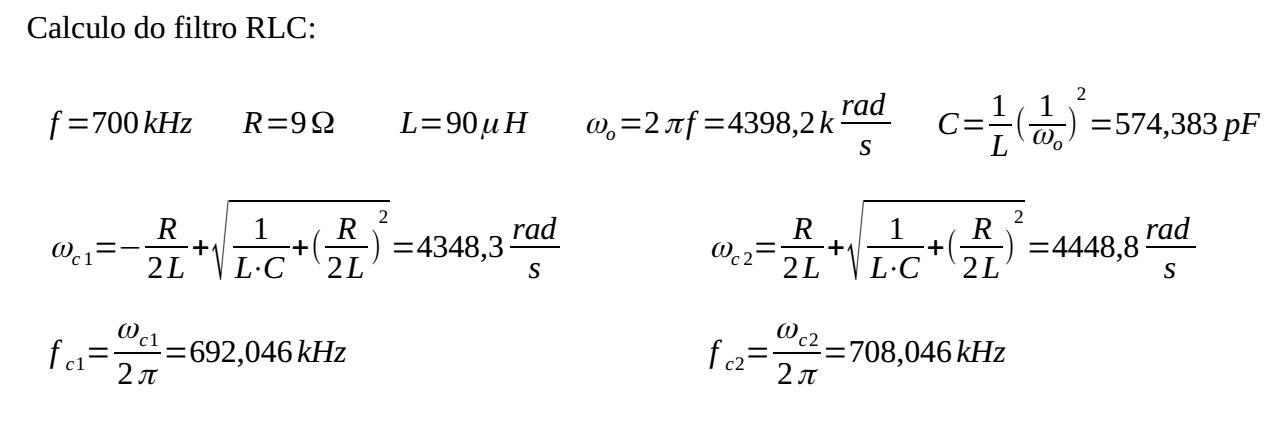 Calculo do filtro RLC:
f = 700 kHz R = 9 Ω L = 90 μ H ω_o = 2 π f = 4398,2 k rad/s C = 1/L (1/ω_o)^2 = 574,383 pF
ω_c1 = − R/2L + √(1/L·C + (R/2L)^2) = 4348,3 rad/s ω_c2 = R/2L + √(1/L·C + (R/2L)^2) = 4448,8 rad/s
f_c1 = ω_c1/2π = 692,046 kHz f_c2 = ω_c2/2π = 708,046 kHz